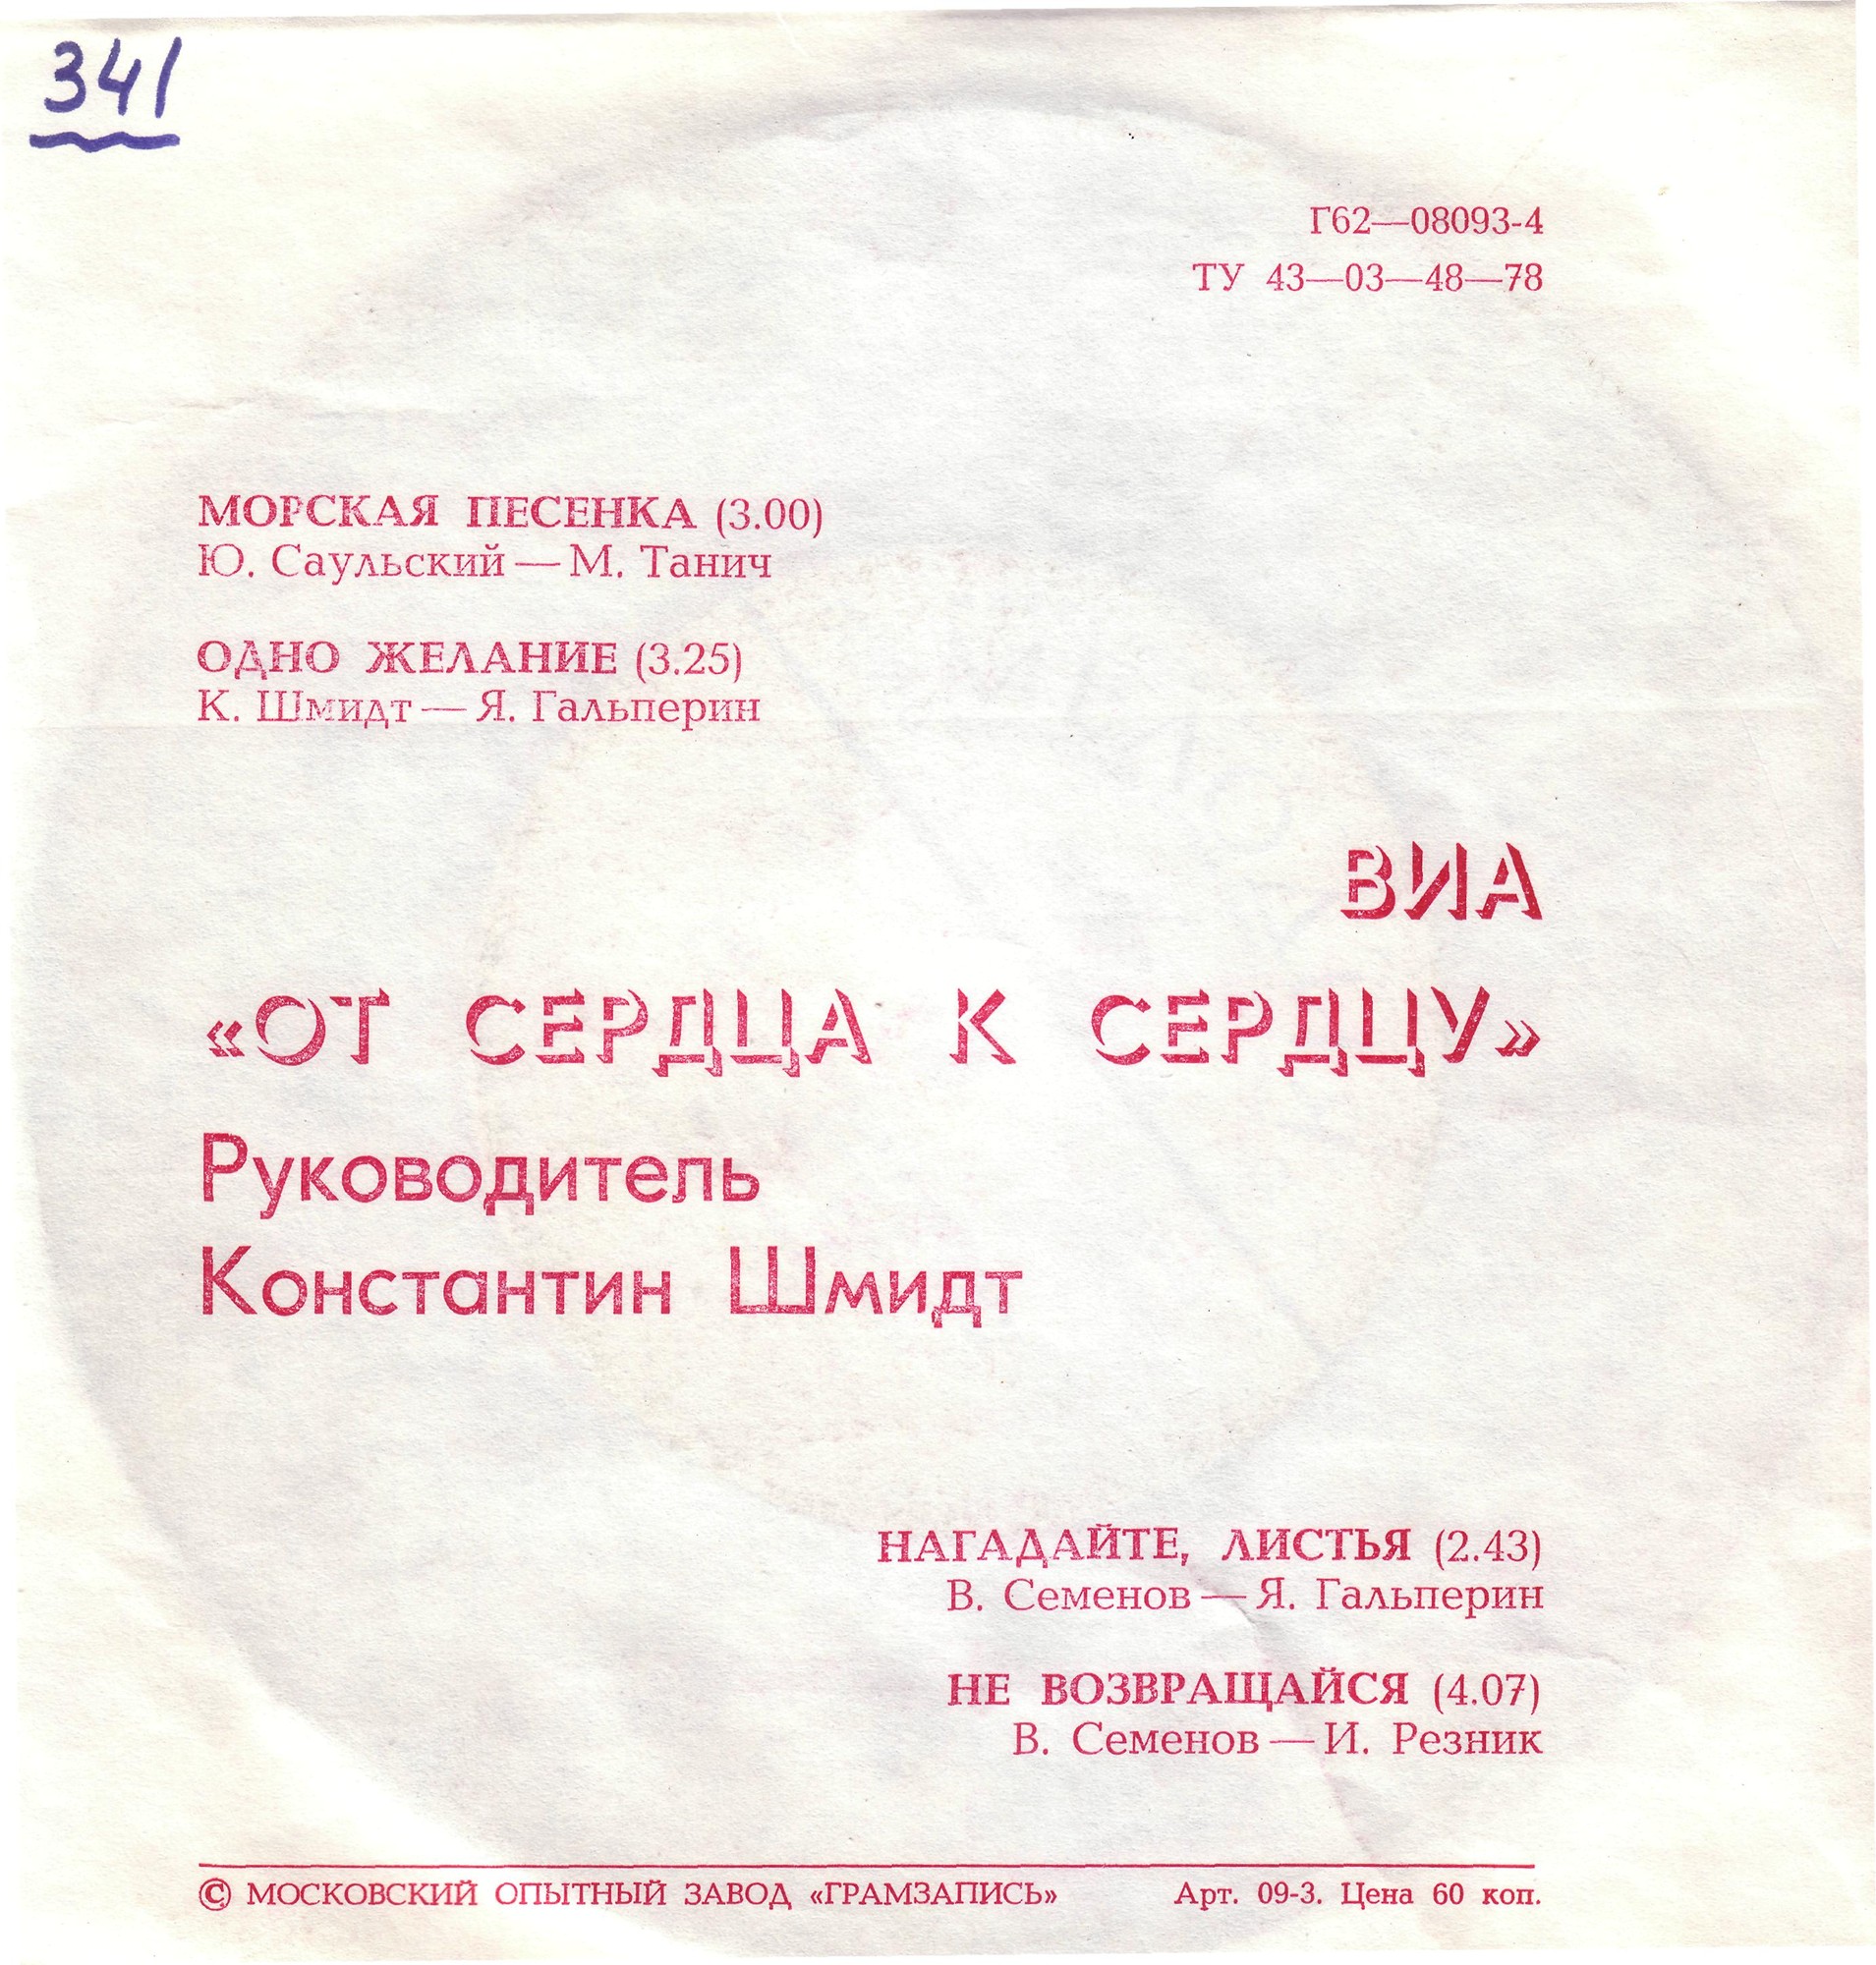 341
Г62—08093-4
ТУ 43—03—48—78
МОРСКАЯ ПЕСЕНКА (3.00)
Ю. Саульский — М. Танич
ОДНО ЖЕЛАНИЕ (3.25)
К. Шмидт — Я. Гальперин
ВИА
«ОТ СЕРДЦА К СЕРДЦУ»
Руководитель
Константин Шмидт
НАГАДАЙТЕ, ЛИСТЬЯ (2.43)
В. Семенов — Я. Гальперин
НЕ ВОЗВРАЩАЙСЯ (4.07)
В. Семенов — И. Резник
© МОСКОВСКИЙ ОПЫТНЫЙ ЗАВОД «ГРАМЗАПИСЬ» Арт. 09-3. Цена 60 коп.